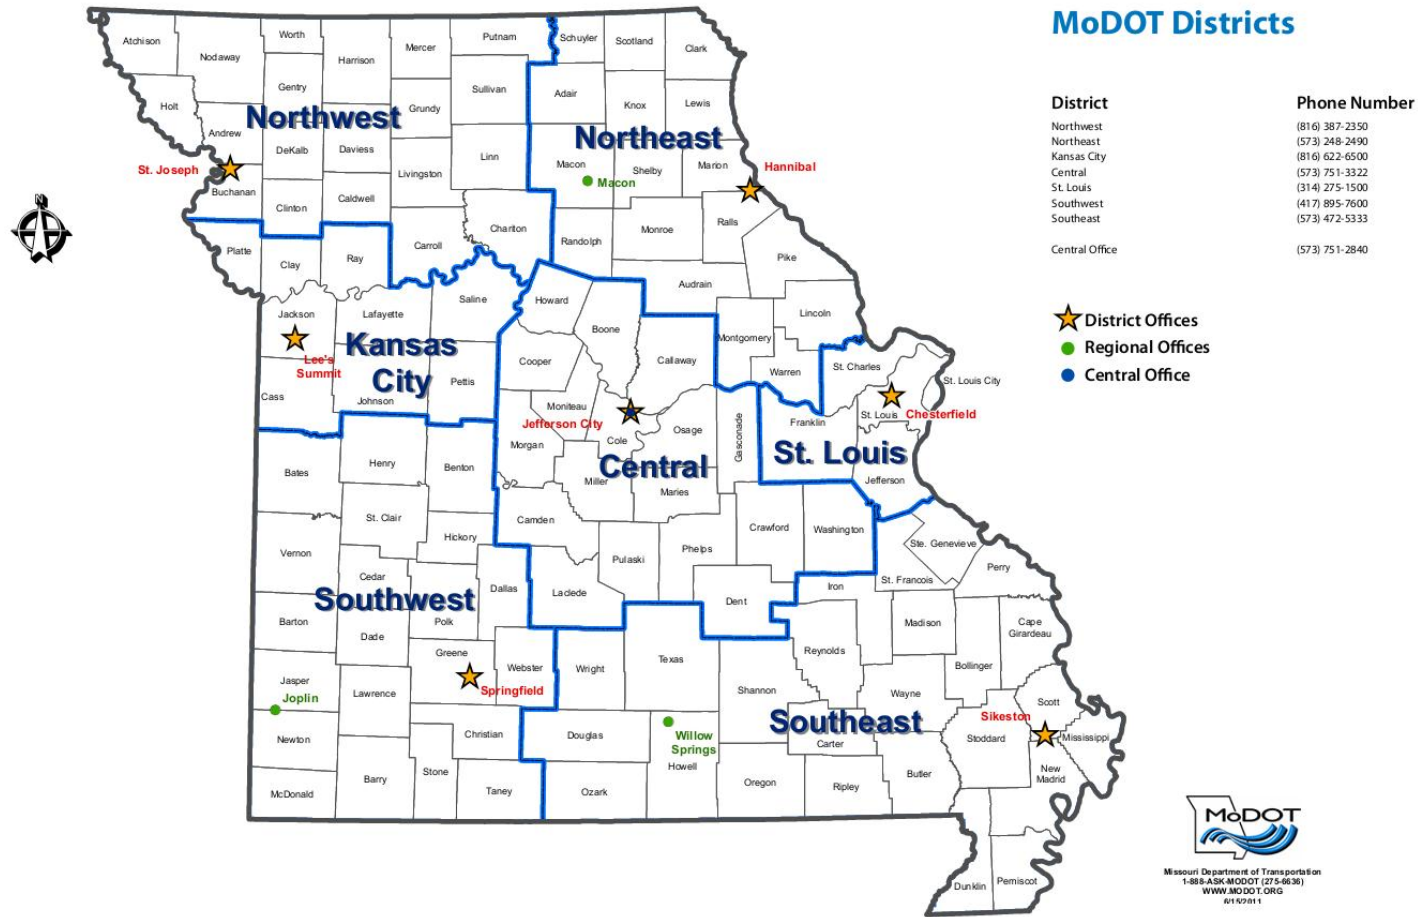 MoDOT Districts
District Phone Number
Northwest (816) 387-2350
Northeast (573) 248-2490
Kansas City (816) 622-6500
Central (573) 751-3322
St. Louis (314) 275-1500
Southwest (417) 895-7600
Southeast (573) 472-5333
Central Office (573) 751-2840
District Offices
Regional Offices
Central Office
N
Atchison
Nodaway
Worth
Harrison
Mercer
Putnam
Schuyler
Scotland
Clark
Holt
Gentry
Grundy
Sullivan
Adair
Knox
Lewis
Andrew
Northwest
Northeast
DeKalb
Daviess
Livingston
Linn
Macon
Shelby
Marion
Hannibal
St. Joseph
Macon
Buchanan
Clinton
Caldwell
Carroll
Chariton
Randolph
Monroe
Ralls
Pike
Platte
Clay
Ray
Audrain
Jackson
Lafayette
Saline
Howard
Boone
Lincoln
Kansas
City
Lee's
Summit
Cass
Johnson
Pettis
Cooper
Callaway
Montgomery
Warren
St. Charles
St. Louis City
St. Louis
Chesterfield
Moniteau
Jefferson City
Cole
Osage
Gasconade
Franklin
St. Louis
Jefferson
Morgan
Central
Miller
Maries
Bates
Henry
Benton
Camden
St. Clair
Hickory
Pulaski
Phelps
Crawford
Washington
Ste. Genevieve
Perry
St. Francois
Vernon
Cedar
Dallas
Laclede
Dent
Iron
Southwest
Barton
Dade
Polk
Madison
Cape
Girardeau
Greene
Webster
Wright
Texas
Reynolds
Bollinger
Jasper
Joplin
Lawrence
Springfield
Shannon
Wayne
Scott
Sikeston
Southeast
Newton
Christian
Douglas
Willow
Springs
Howell
Carter
Stoddard
Mississippi
McDonald
Barry
Stone
Taney
Ozark
Oregon
Ripley
Butler
New
Madrid
Dunklin
Pemiscot
MoDOT
Missouri Department of Transportation
1-888-ASK-MODOT (275-6636)
WWW.MODOT.ORG
6/15/2011